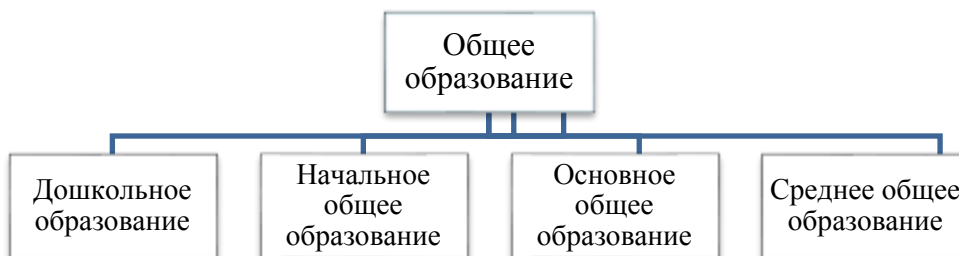 Общее
образование
Дошкольное
образование
Начальное
общее
образование
Основное
общее
образование
Среднее общее
образование